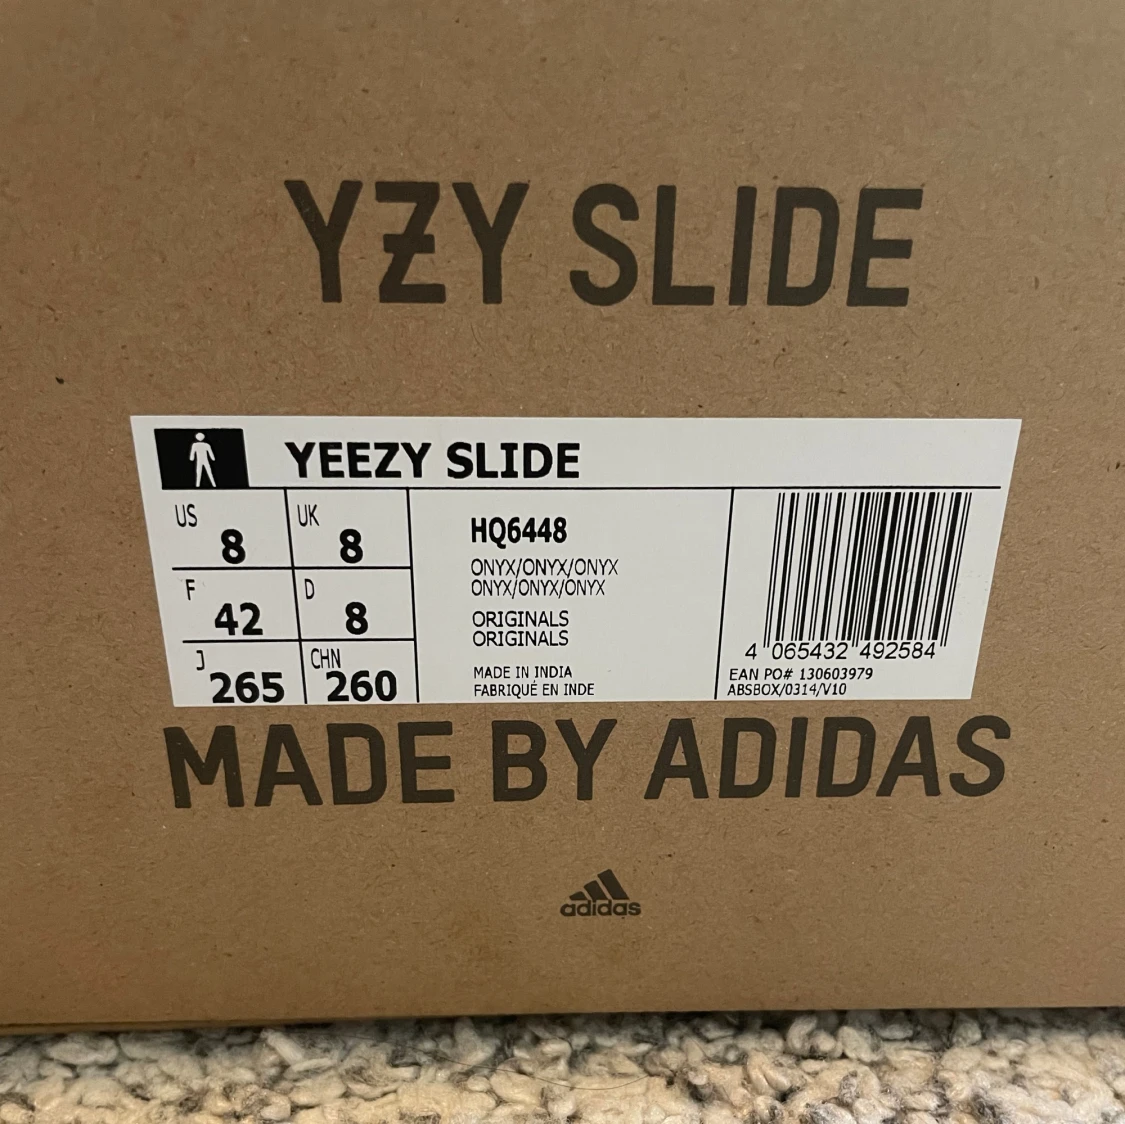 YZY SLIDE
YEEZY SLIDE
US 8 UK 8
F 42 D 8
J 265 CHN 260
HQ6448
ONYX/ONYX/ONYX
ONYX/ONYX/ONYX
ORIGINALS
ORIGINALS
MADE IN INDIA
FABRIQUÉ EN INDE
4 065432 492584
EAN PO# 130603979
ABSBOX/0314/V10
MADE BY ADIDAS
adidas